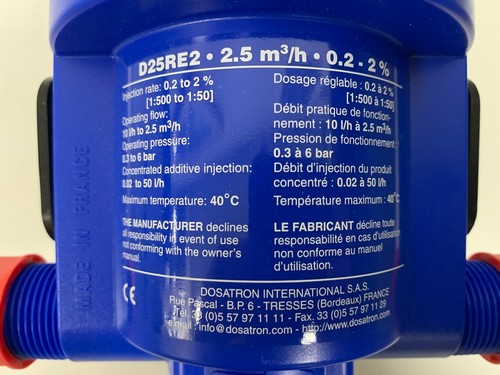 D25RE2 • 2.5 m³/h • 0.2 - 2 %
Injection rate: 0.2 to 2 %
[1:500 to 1:50]
Operating flow:
10 l/h to 2.5 m³/h
Operating pressure:
0.3 to 6 bar
Concentrated additive injection:
0.02 to 50 l/h
Maximum temperature: 40°C
THE MANUFACTURER declines
all responsibility in event of use
not conforming with the owner's
manual.
Dosage réglable : 0.2 à 2 %
[1:500 à 1:50]
Débit pratique de fonction-
nement : 10 l/h à 2.5 m³/h
Pression de fonctionnement
0.3 à 6 bar
Débit d'injection du produit
concentré : 0.02 à 50 l/h
Température maximum : 40°C
LE FABRICANT décline toute
responsabilité en cas d'utilisation
non conforme au manuel
d'utilisation.
CE
DOSATRON INTERNATIONAL S.A.S.
Rue Pascal - B.P. 6 - TRESSES (Bordeaux) FRANCE
Tél. 33 (0)5 57 97 11 11 - Fax. 33 (0)5 57 97 11 29
e.mail : info@dosatron.com - http://www.dosatron.com
MADE IN FRANCE